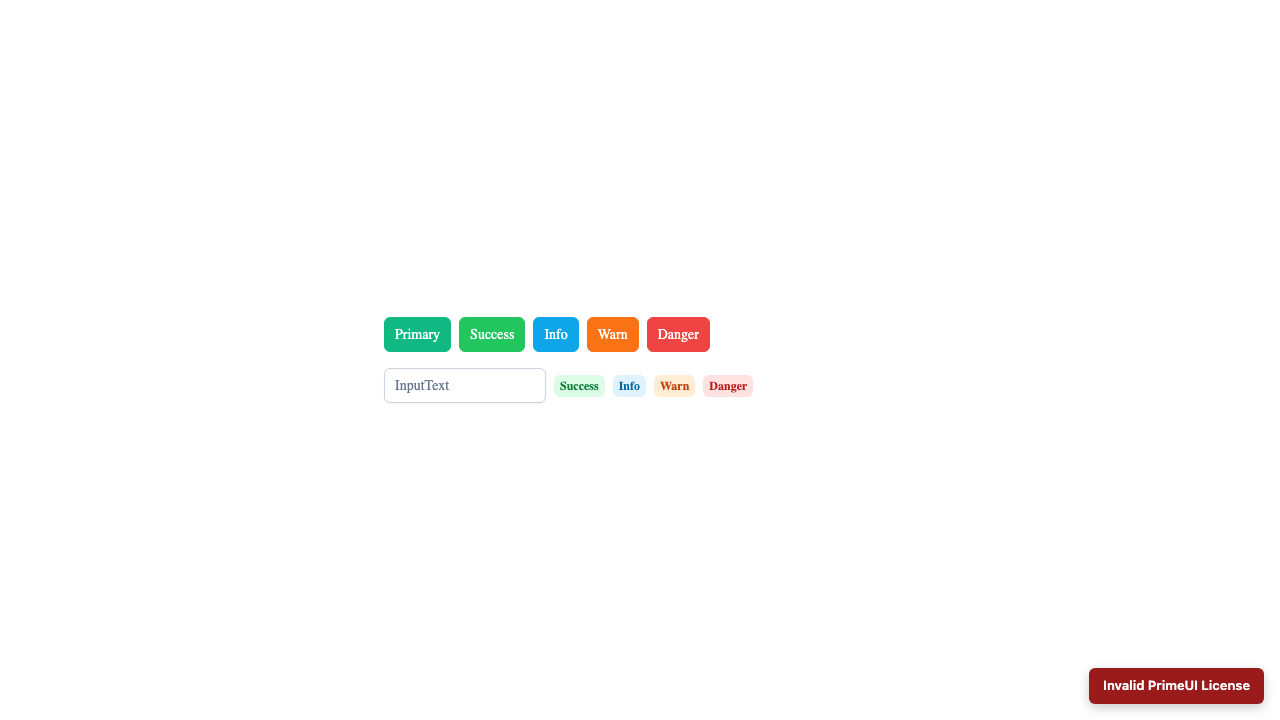 Primary Success Info Warn Danger
InputText Success Info Warn Danger
Invalid PrimeUI License